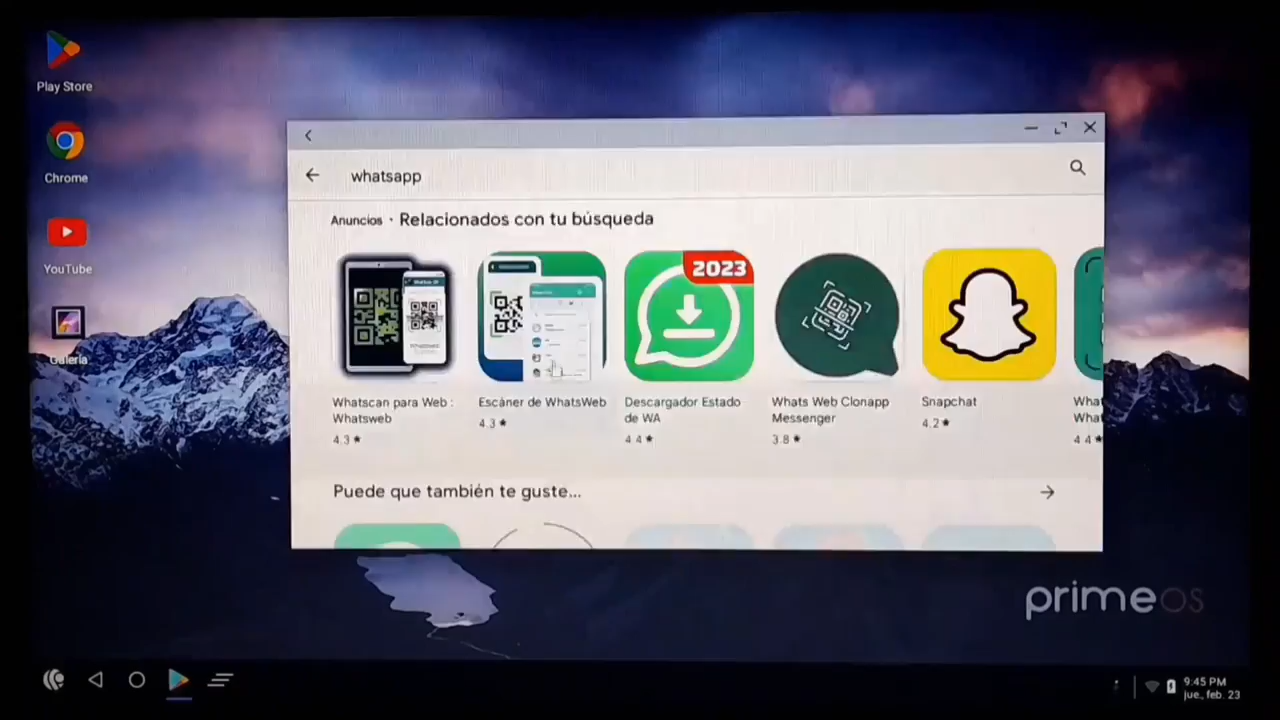 Play Store
Chrome
YouTube
Galería
whatsapp
Anuncios · Relacionados con tu búsqueda
2023
Whatscan para Web :
Whatsweb
4.3★
Escáner de WhatsWeb
4.3★
Descargador Estado
de WA
4.4★
Whats Web Clonapp
Messenger
3.8★
Snapchat
4.2★
What
What
4.4★
Puede que también te guste...
primeos
9:45 PM
jue., feb. 23